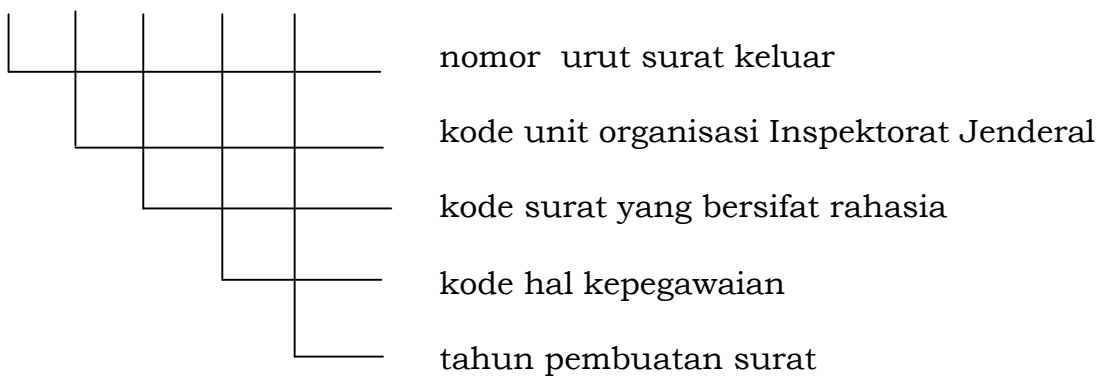 nomor urut surat keluar
kode unit organisasi Inspektorat Jenderal
kode surat yang bersifat rahasia
kode hal kepegawaian
tahun pembuatan surat